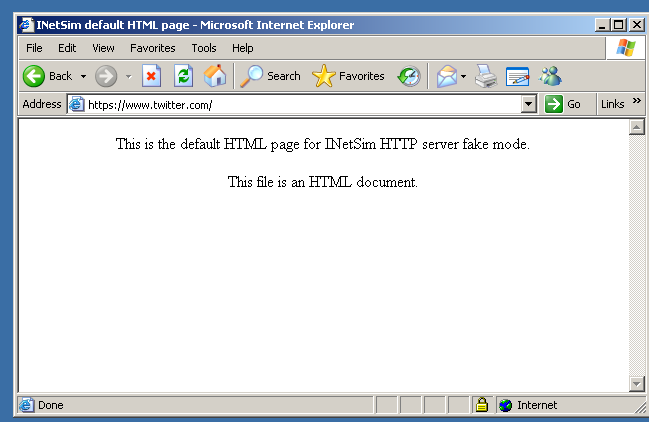 INetSim default HTML page - Microsoft Internet Explorer
File Edit View Favorites Tools Help
Back Search Favorites
Address https://www.twitter.com/ Go Links »
This is the default HTML page for INetSim HTTP server fake mode.
This file is an HTML document.
Done Internet